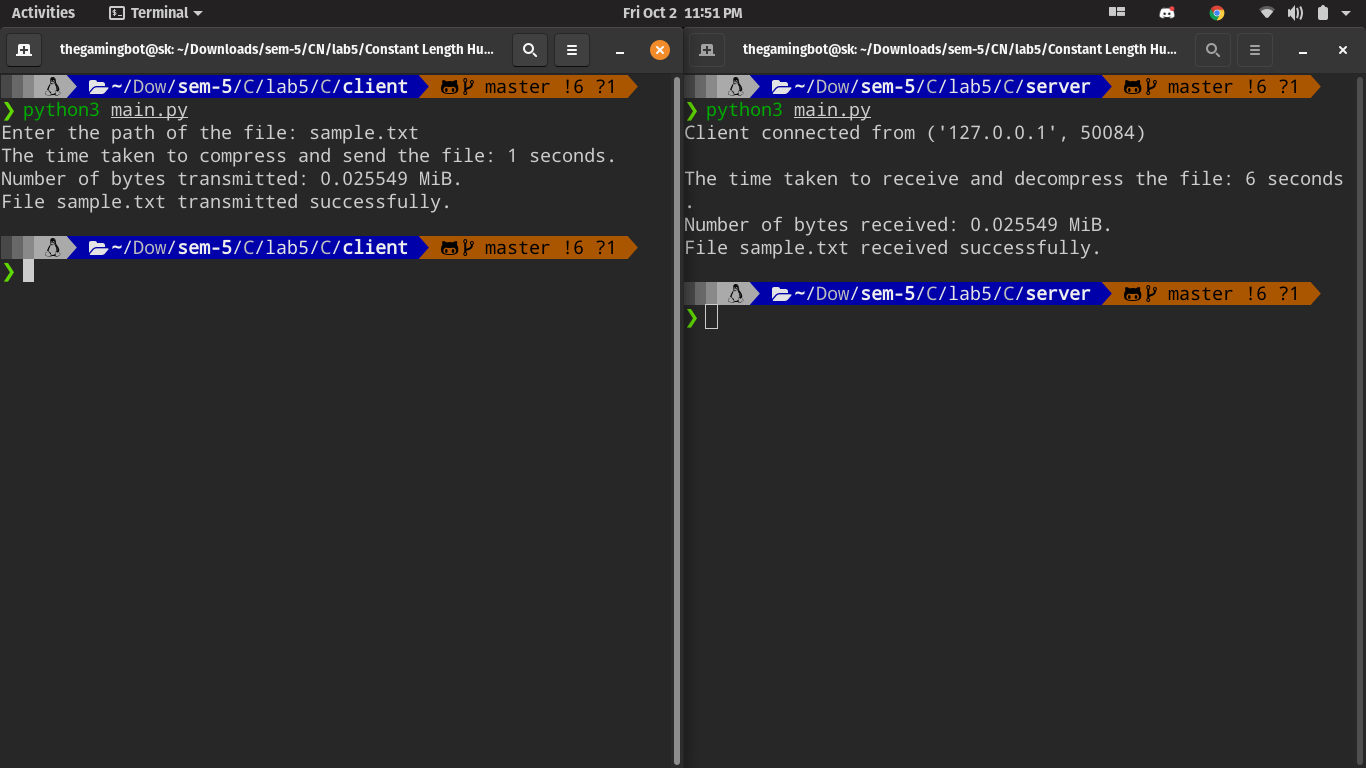 Activities Terminal Fri Oct 2 11:51 PM
thegamingbot@sk: ~/Downloads/sem-5/CN/lab5/Constant Length Hu...
~/Dow/sem-5/C/lab5/C/client master !6 ?1
❯ python3 main.py
Enter the path of the file: sample.txt
The time taken to compress and send the file: 1 seconds.
Number of bytes transmitted: 0.025549 MiB.
File sample.txt transmitted successfully.
~/Dow/sem-5/C/lab5/C/client master !6 ?1
❯
thegamingbot@sk: ~/Downloads/sem-5/CN/lab5/Constant Length Hu...
~/Dow/sem-5/C/lab5/C/server master !6 ?1
❯ python3 main.py
Client connected from ('127.0.0.1', 50084)
The time taken to receive and decompress the file: 6 seconds
.
Number of bytes received: 0.025549 MiB.
File sample.txt received successfully.
~/Dow/sem-5/C/lab5/C/server master !6 ?1
❯